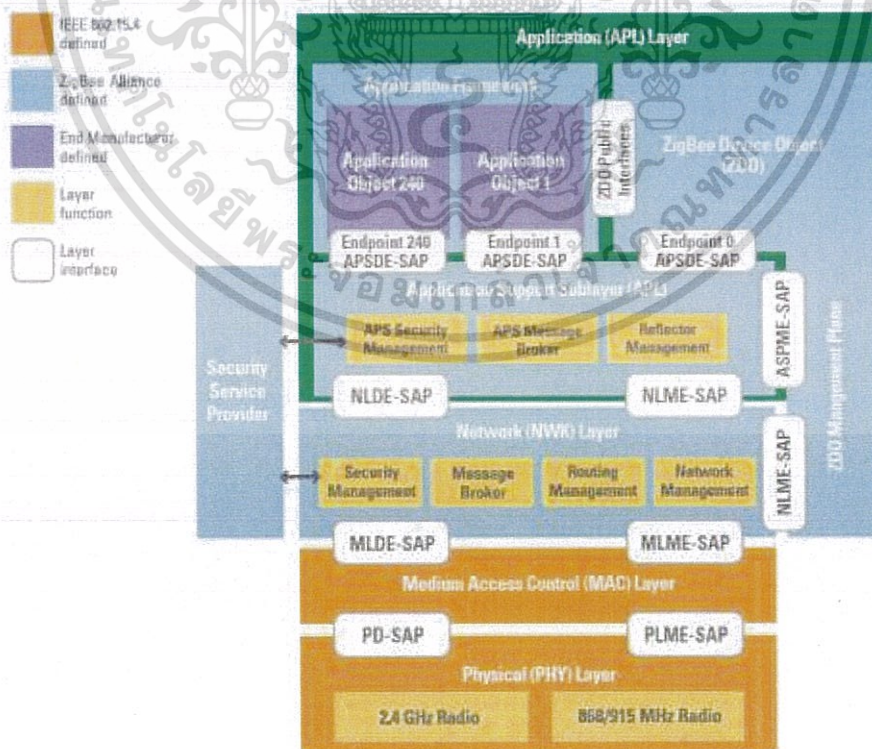 IEEE 802.15.4
defined
ZigBee Alliance
defined
End Manufacturer
defined
Layer
function
Layer
interface
Application (APL) Layer
Application Framework
Application
Object 240
Application
Object 1
ZDO Public
Interfaces
ZigBee Device Object
(ZDO)
Endpoint 240
APSDE-SAP
Endpoint 1
APSDE-SAP
Endpoint 0
APSDE-SAP
Application Support Sublayer (APL)
APS Security
Management
APS Message
Broker
Reflector
Management
ASPME-SAP
Security
Service
Provider
NLDE-SAP
NLME-SAP
Network (NWK) Layer
Security
Management
Message
Broker
Routing
Management
Network
Management
NLME-SAP
ZDO Mangment Plane
MLDE-SAP
MLME-SAP
Medium Access Control (MAC) Layer
PD-SAP
PLME-SAP
Physical (PHY) Layer
2.4 GHz Radio
868/915 MHz Radio